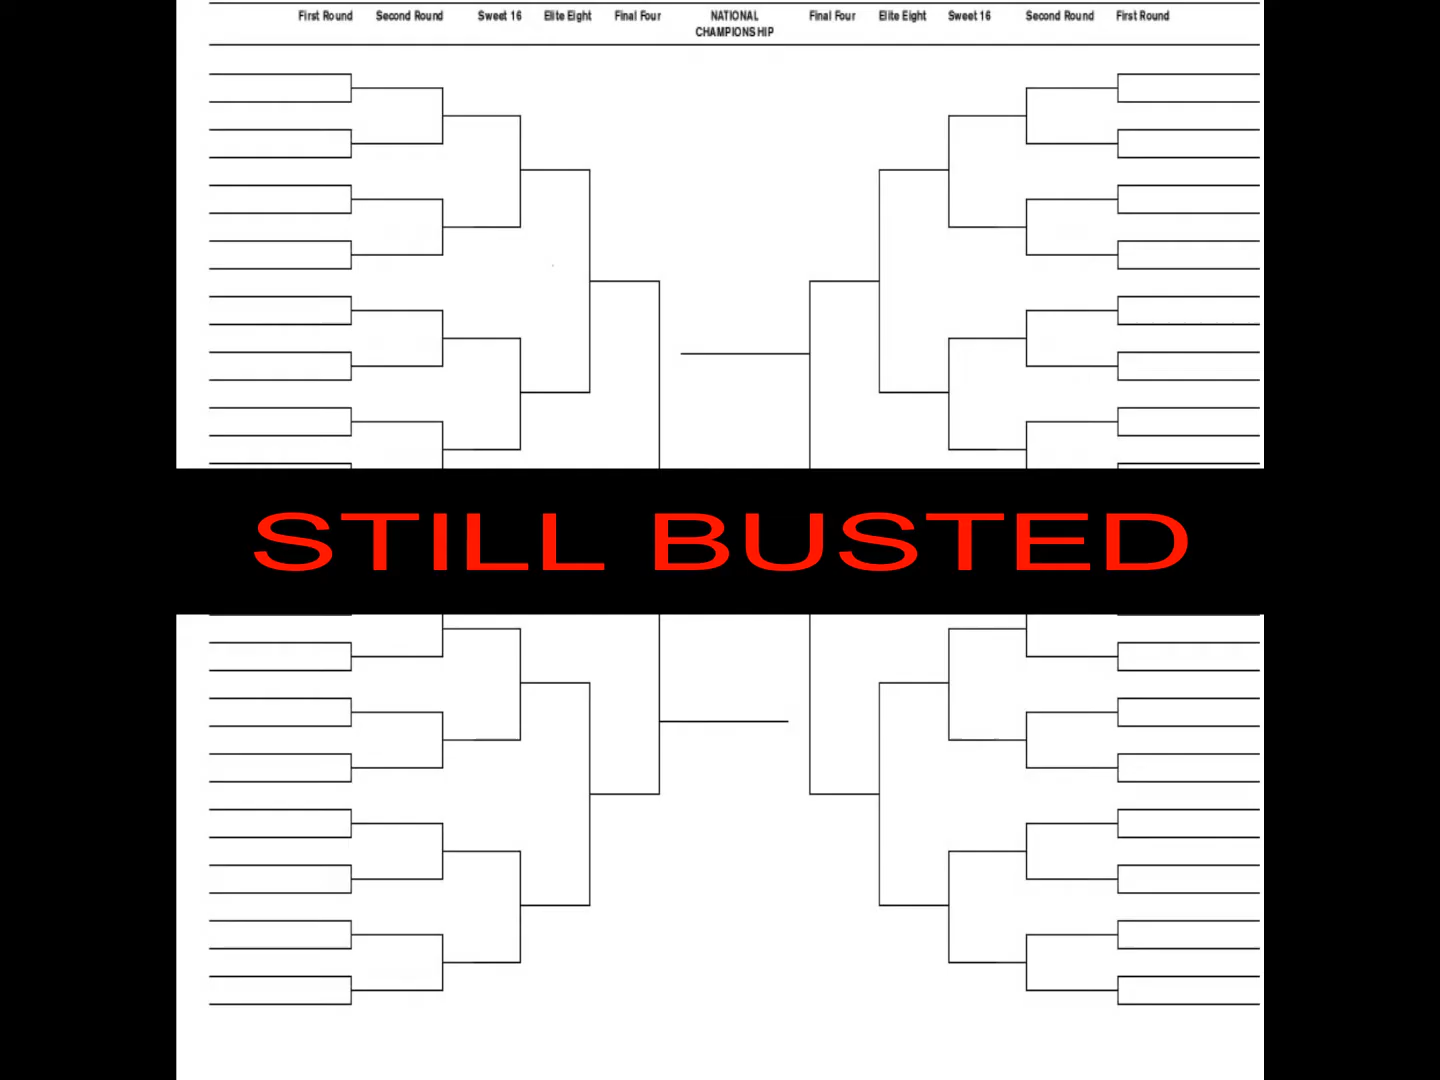 First Round Second Round Sweet 16 Elite Eight Final Four NATIONAL CHAMPIONSHIP Final Four Elite Eight Sweet 16 Second Round First Round
STILL BUSTED